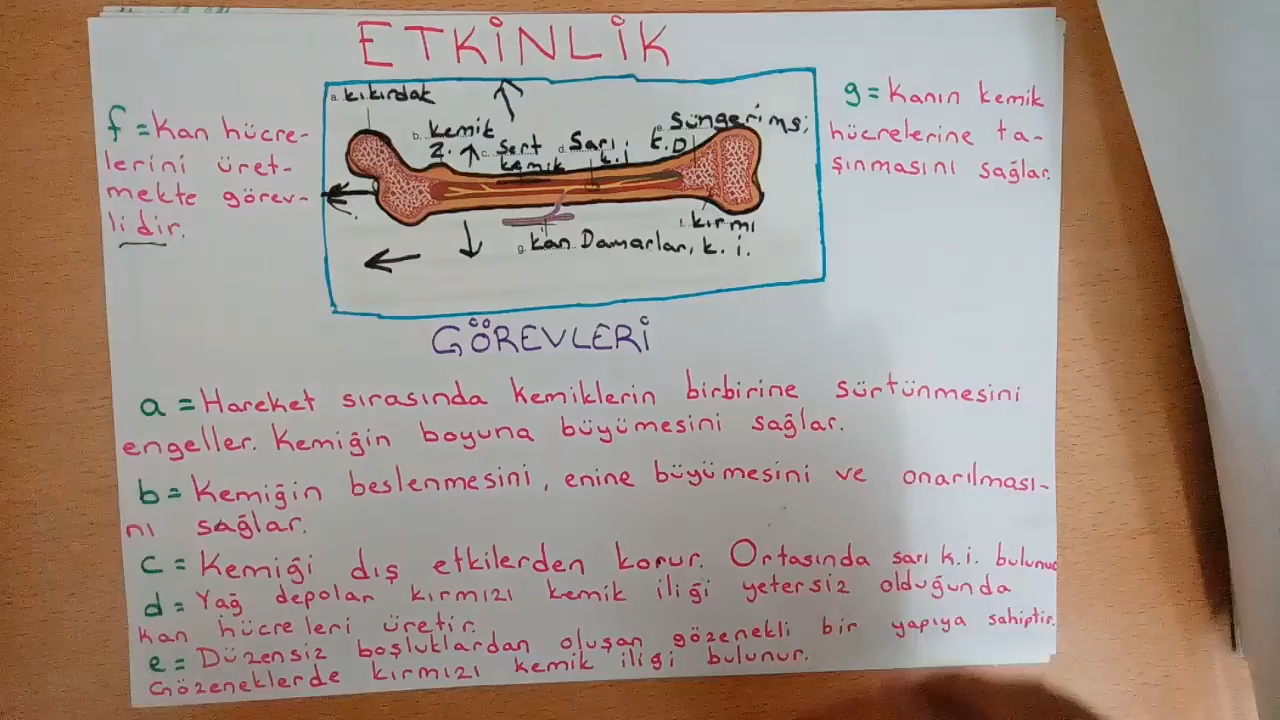 ETKİNLİK
a. kıkırdak
b. kemik
z.
c. Sert
kemik
d. Sarı
k.i
e. süngerimsi
k.D
f. kırmı
g. kan Damarları k. i.
f = Kan hücre-
lerini üret-
mekte görev-
lidir.
g = Kanın kemik
hücrelerine ta-
şınmasını sağlar.
GÖREVLERİ
a = Hareket sırasında kemiklerin birbirine sürtünmesini
engeller. Kemiğin boyuna büyümesini sağlar.
b = Kemiğin beslenmesini, enine büyümesini ve onarılması-
nı sağlar.
c = Kemiği dış etkilerden korur. Ortasında sarı k.i. bulunur
d = Yağ depolar kırmızı kemik iliği yetersiz olduğunda
kan hücreleri üretir.
e = Düzensiz boşluklardan oluşan gözenekli bir yapıya sahiptir.
Gözeneklerde kırmızı kemik iligi bulunur.